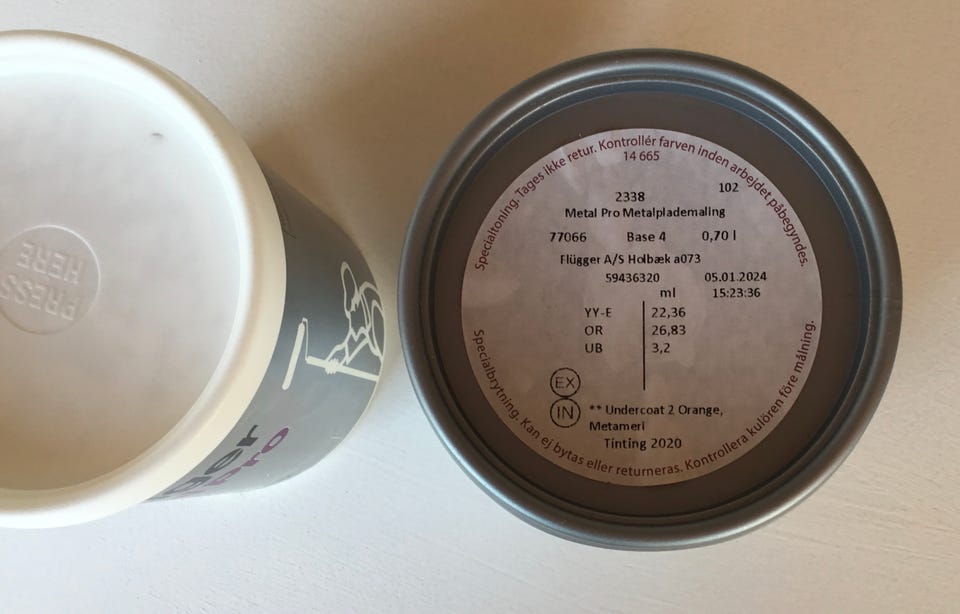 PRESS
HERE
ger
pro
Specialtoning. Tages ikke retur. Kontrollér farven inden arbejdet påbegyndes.
14 665
102
2338
Metal Pro Metalplademaling
77066 Base 4 0,70 l
Flügger A/S Holbæk a073
59436320 05.01.2024
ml 15:23:36
YY-E 22,36
OR 26,83
UB 3,2
EX
IN
** Undercoat 2 Orange,
Metameri
Tinting 2020
Specialbrytning. Kan ej bytas eller returneras. Kontrollera kulören före målning.